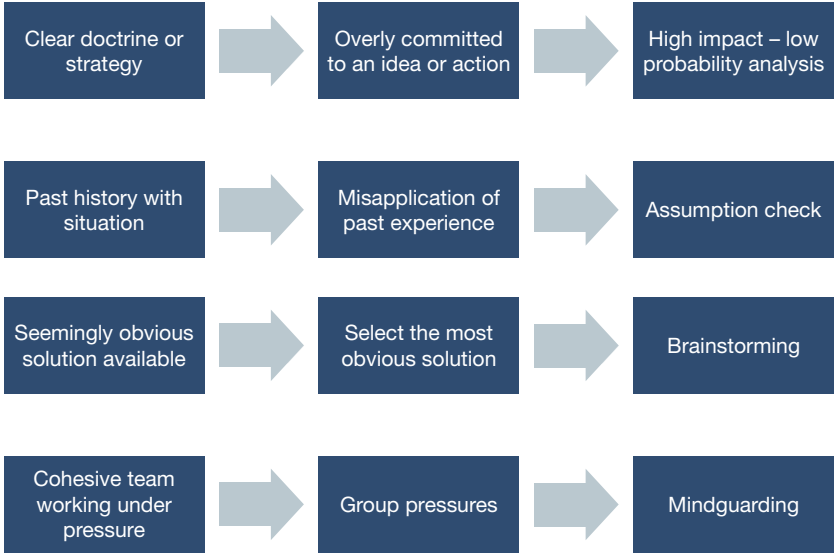 Clear doctrine or
strategy
Overly committed
to an idea or action
High impact – low
probability analysis
Past history with
situation
Misapplication of
past experience
Assumption check
Seemingly obvious
solution available
Select the most
obvious solution
Brainstorming
Cohesive team
working under
pressure
Group pressures
Mindguarding